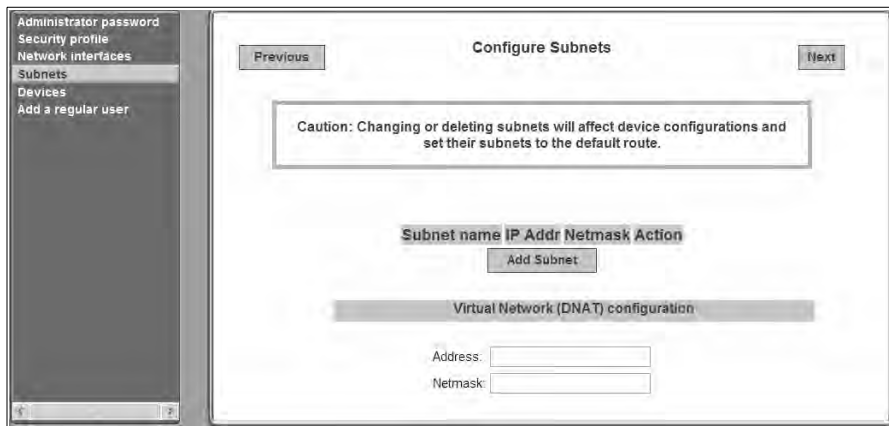 Administrator password
Security profile
Network interfaces
Subnets
Devices
Add a regular user
Previous
Configure Subnets
Next
Caution: Changing or deleting subnets will affect device configurations and
set their subnets to the default route.
Subnet name IP Addr Netmask Action
Add Subnet
Virtual Network (DNAT) configuration
Address:
Netmask: